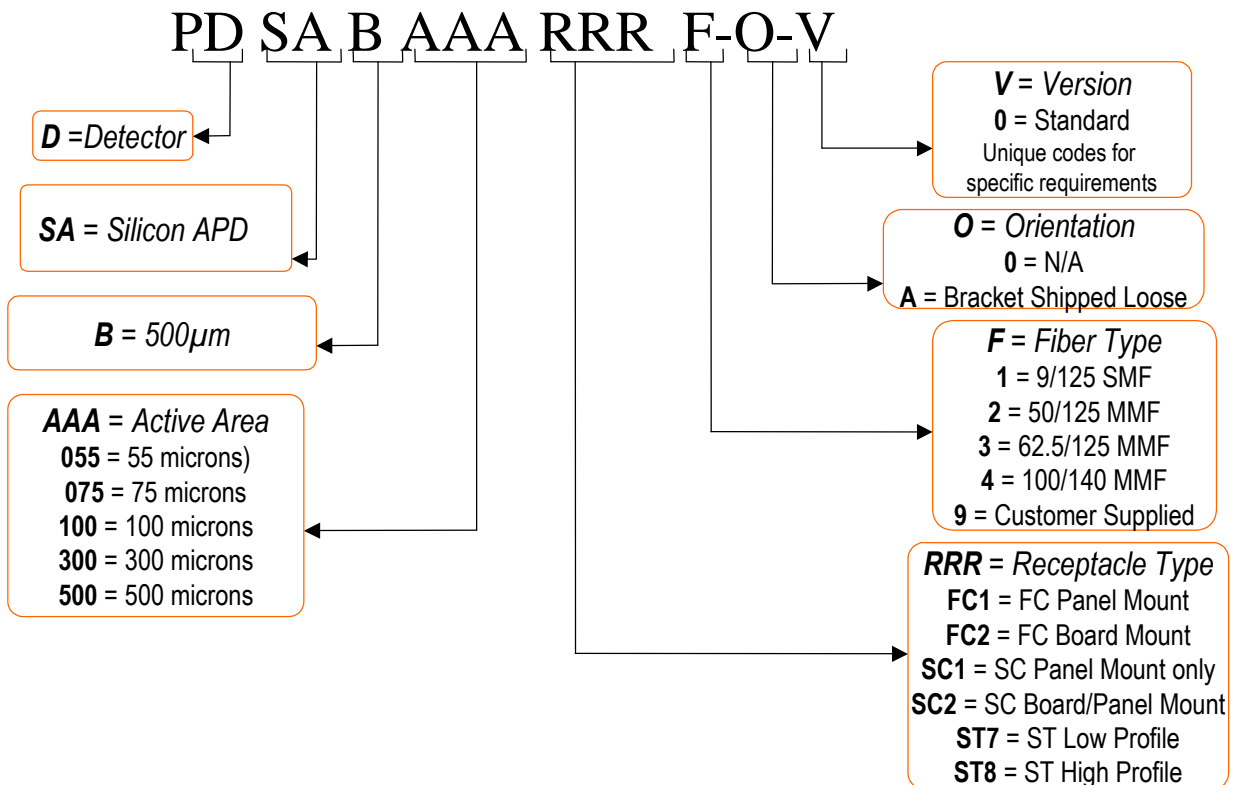 PD SA B AAA RRR F-O-V
D =Detector
SA = Silicon APD
B = 500µm
AAA = Active Area
055 = 55 microns)
075 = 75 microns
100 = 100 microns
300 = 300 microns
500 = 500 microns
V = Version
0 = Standard
Unique codes for
specific requirements
O = Orientation
0 = N/A
A = Bracket Shipped Loose
F = Fiber Type
1 = 9/125 SMF
2 = 50/125 MMF
3 = 62.5/125 MMF
4 = 100/140 MMF
9 = Customer Supplied
RRR = Receptacle Type
FC1 = FC Panel Mount
FC2 = FC Board Mount
SC1 = SC Panel Mount only
SC2 = SC Board/Panel Mount
ST7 = ST Low Profile
ST8 = ST High Profile